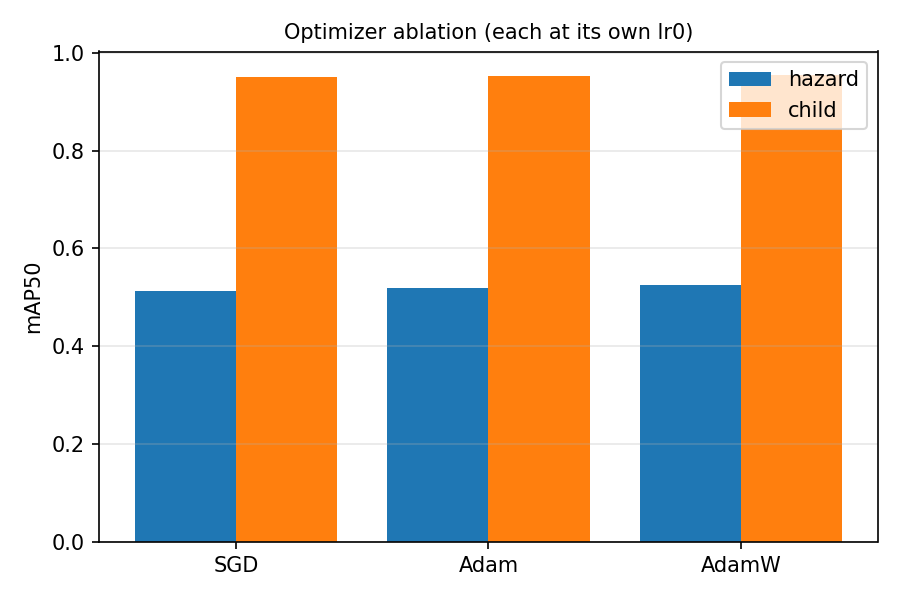 Optimizer ablation (each at its own lr0)
hazard
child
mAP50
1.0
0.8
0.6
0.4
0.2
0.0
SGD Adam AdamW